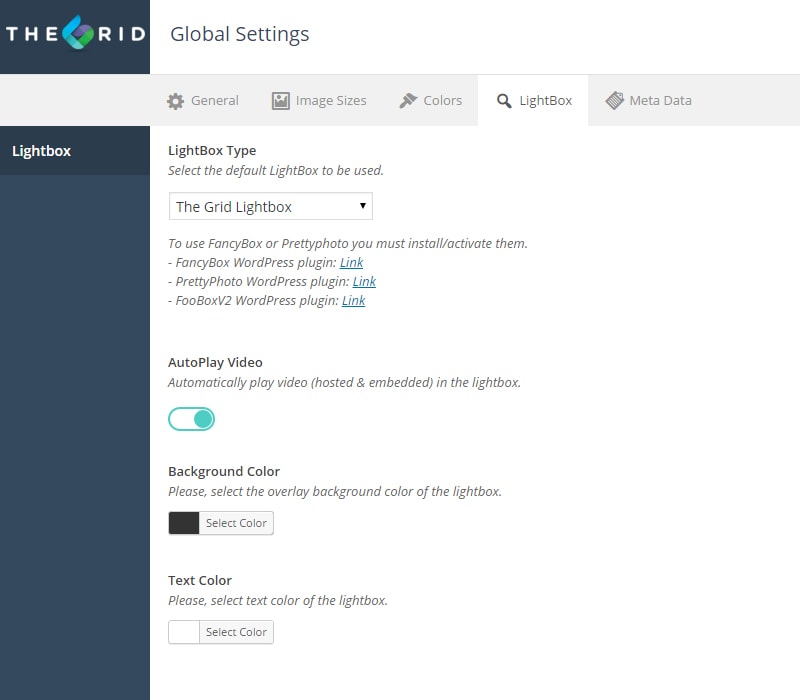 THE GRID
Global Settings
General
Image Sizes
Colors
LightBox
Meta Data
Lightbox
LightBox Type
Select the default LightBox to be used.
The Grid Lightbox
To use FancyBox or Prettyphoto you must install/activate them.
- FancyBox WordPress plugin: Link
- PrettyPhoto WordPress plugin: Link
- FooBoxV2 WordPress plugin: Link
AutoPlay Video
Automatically play video (hosted & embedded) in the lightbox.
Background Color
Please, select the overlay background color of the lightbox.
Select Color
Text Color
Please, select text color of the lightbox.
Select Color